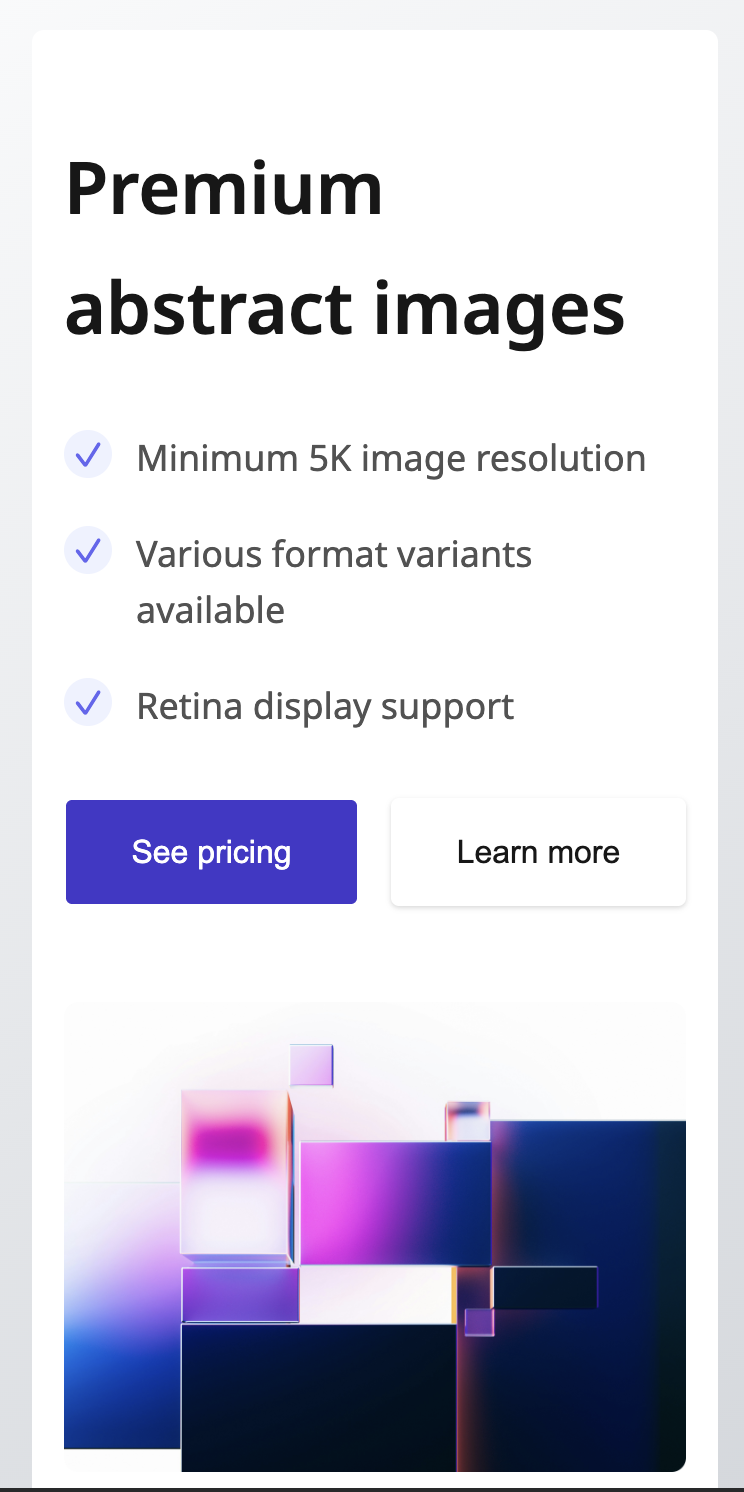 Premium
abstract images
Minimum 5K image resolution
Various format variants
available
Retina display support
See pricing
Learn more